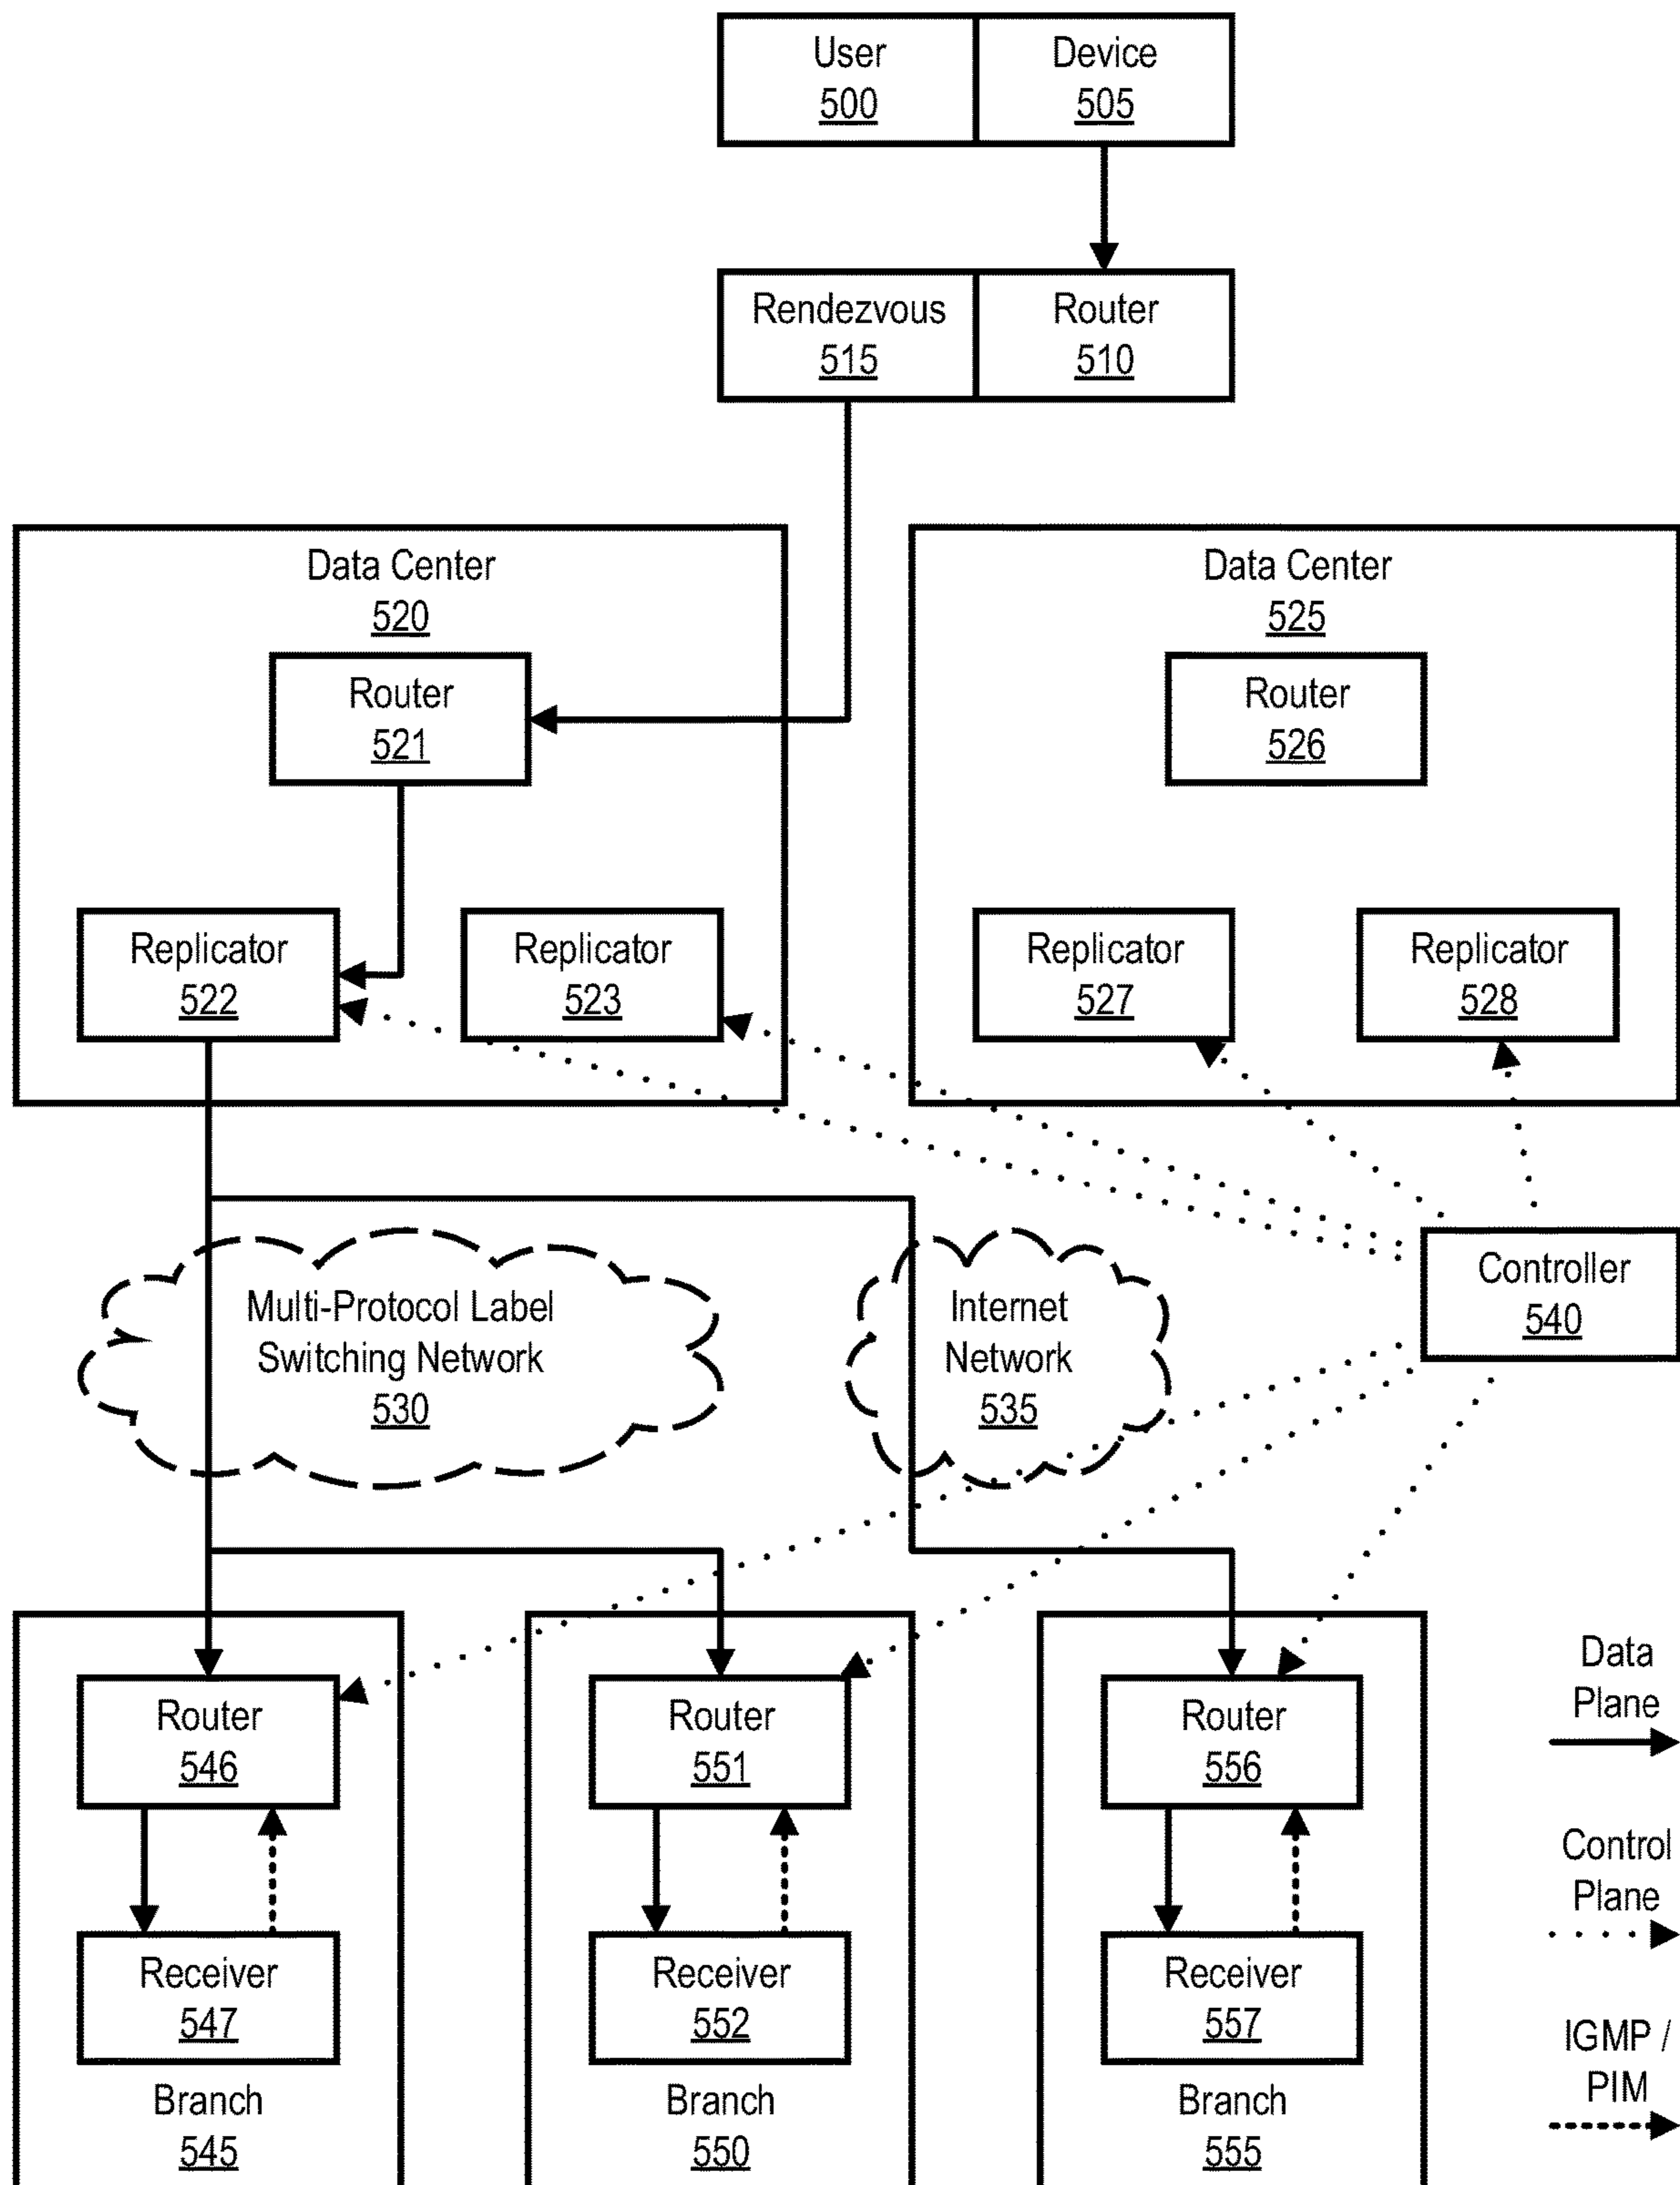 User
500
Device
505
Rendezvous
515
Router
510
Data Center
520
Router
521
Replicator
522
Replicator
523
Data Center
525
Router
526
Replicator
527
Replicator
528
Multi-Protocol Label
Switching Network
530
Internet
Network
535
Controller
540
Router
546
Receiver
547
Branch
545
Router
551
Receiver
552
Branch
550
Router
556
Receiver
557
Branch
555
Data
Plane
Control
Plane
IGMP /
PIM